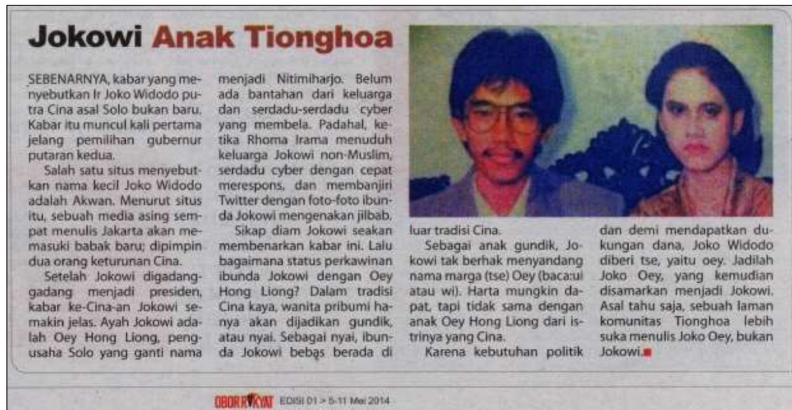 Jokowi Anak Tionghoa
SEBENARNYA, kabar yang me-
nyebutkan Ir Joko Widodo pu-
tra Cina asal Solo bukan baru.
Kabar itu muncul kali pertama
jelang pemilihan gubernur
putaran kedua.
Salah satu situs menyebut-
kan nama kecil Joko Widodo
adalah Akwan. Menurut situs
itu, sebuah media asing sem-
pat menulis Jakarta akan me-
masuki babak baru; dipimpin
dua orang keturunan Cina.
Setelah Jokowi digadang-
gadang menjadi presiden,
kabar ke-Cina-an Jokowi se-
makin jelas. Ayah Jokowi ada-
lah Oey Hong Liong, peng-
usaha Solo yang ganti nama
menjadi Nitimiharjo. Belum
ada bantahan dari keluarga
dan serdadu-serdadu cyber
yang membela. Padahal, ke-
tika Rhoma Irama menuduh
keluarga Jokowi non-Muslim,
serdadu cyber dengan cepat
merespons, dan membanjiri
Twitter dengan foto-foto ibun-
da Jokowi mengenakan jilbab.
Sikap diam Jokowi seakan
membenarkan kabar ini. Lalu
bagaimana status perkawinan
ibunda Jokowi dengan Oey
Hong Liong? Dalam tradisi
Cina kaya, wanita pribumi ha-
nya akan dijadikan gundik,
atau nyai. Sebagai nyai, ibun-
da Jokowi bebas berada di
luar tradisi Cina.
Sebagai anak gundik, Jo-
kowi tak berhak menyandang
nama marga (tse) Oey (baca:ui
atau wi). Harta mungkin da-
pat, tapi tidak sama dengan
anak Oey Hong Liong dari is-
trinya yang Cina.
Karena kebutuhan politik
dan demi mendapatkan du-
kungan dana, Joko Widodo
diberi tse, yaitu oey. Jadilah
Joko Oey, yang kemudian
disamarkan menjadi Jokowi.
Asal tahu saja, sebuah laman
komunitas Tionghoa lebih
suka menulis Joko Oey, bukan
Jokowi.
OBOR RAKYAT EDISI 01 > 5-11 Mei 2014